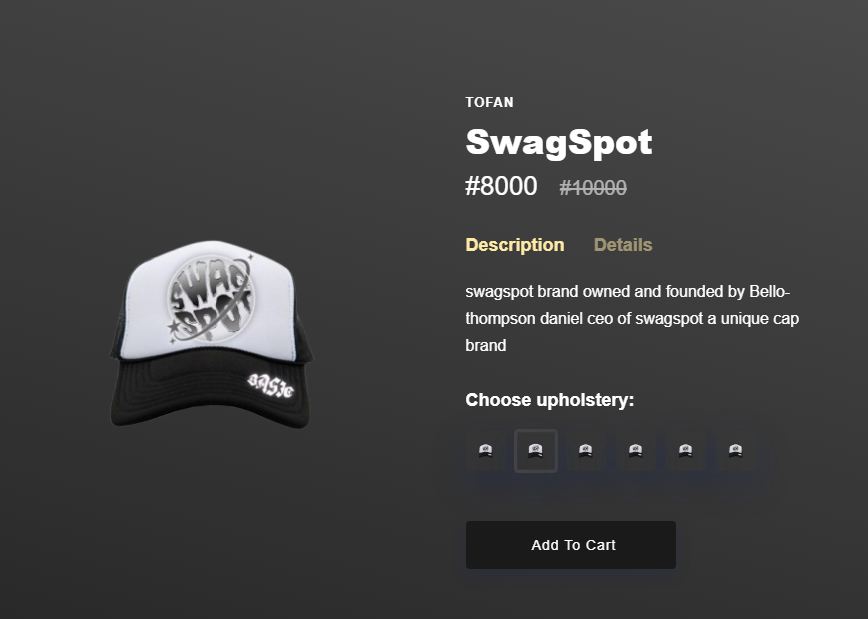 TOFAN
SwagSpot
#8000 #10000
Description Details
swagspot brand owned and founded by Bello-
thompson daniel ceo of swagspot a unique cap
brand
SWAG
SPOT
BASIC
Choose upholstery:
Add To Cart